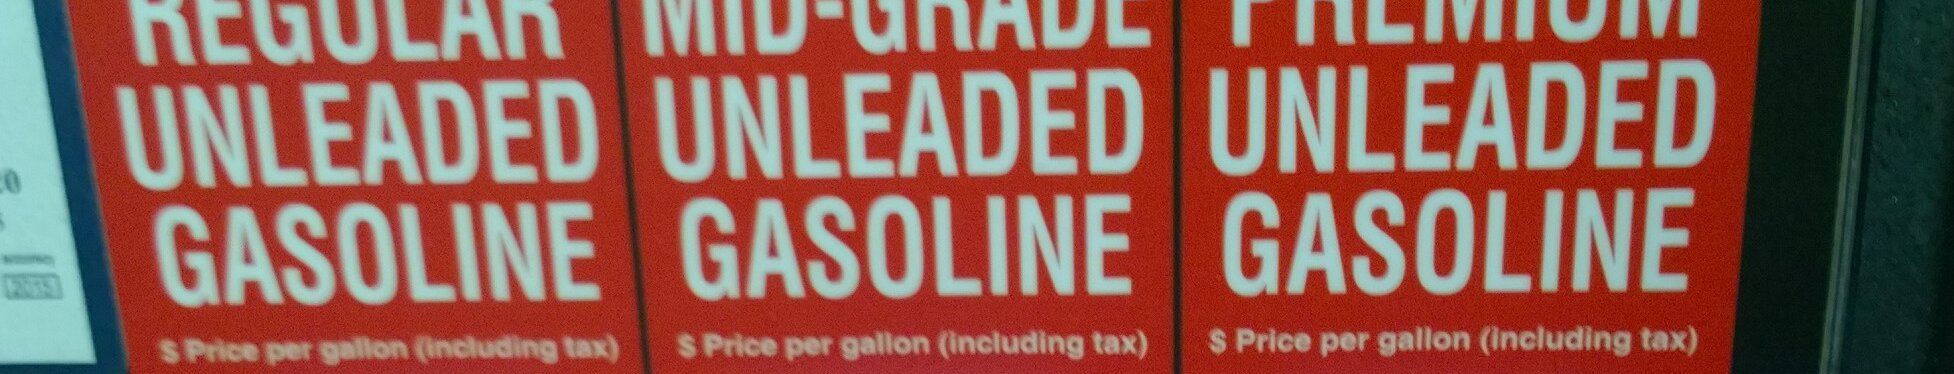 REGULAR
UNLEADED
GASOLINE
$ Price per gallon (including tax)
MID-GRADE
UNLEADED
GASOLINE
$ Price per gallon (including tax)
PREMIUM
UNLEADED
GASOLINE
$ Price per gallon (including tax)
2015